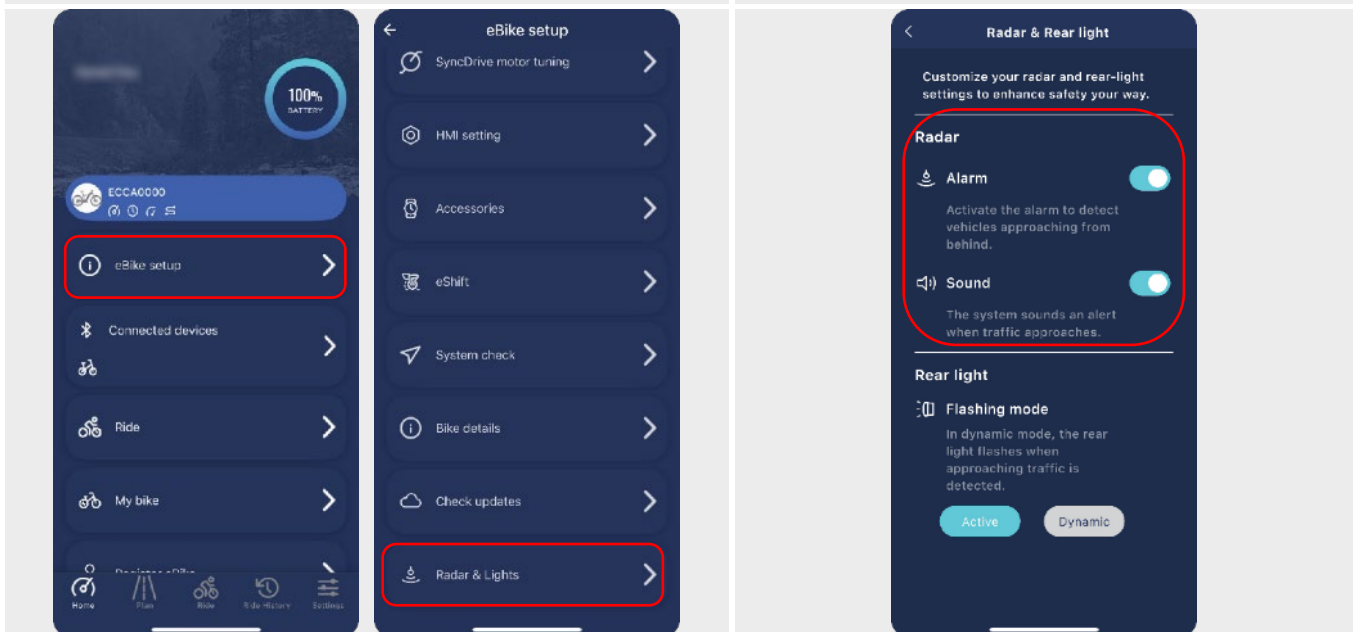 100%
BATTERY
ECCA0000
eBike setup
Connected devices
Ride
My bike
Register eBike
Home
Plan
Ride
Ride History
Settings
eBike setup
SyncDrive motor tuning
HMI setting
Accessories
eShift
System check
Bike details
Check updates
Radar & Lights
Radar & Rear light
Customize your radar and rear-light
settings to enhance safety your way.
Radar
Alarm
Activate the alarm to detect
vehicles approaching from
behind.
Sound
The system sounds an alert
when traffic approaches.
Rear light
Flashing mode
In dynamic mode, the rear
light flashes when
approaching traffic is
detected.
Active
Dynamic